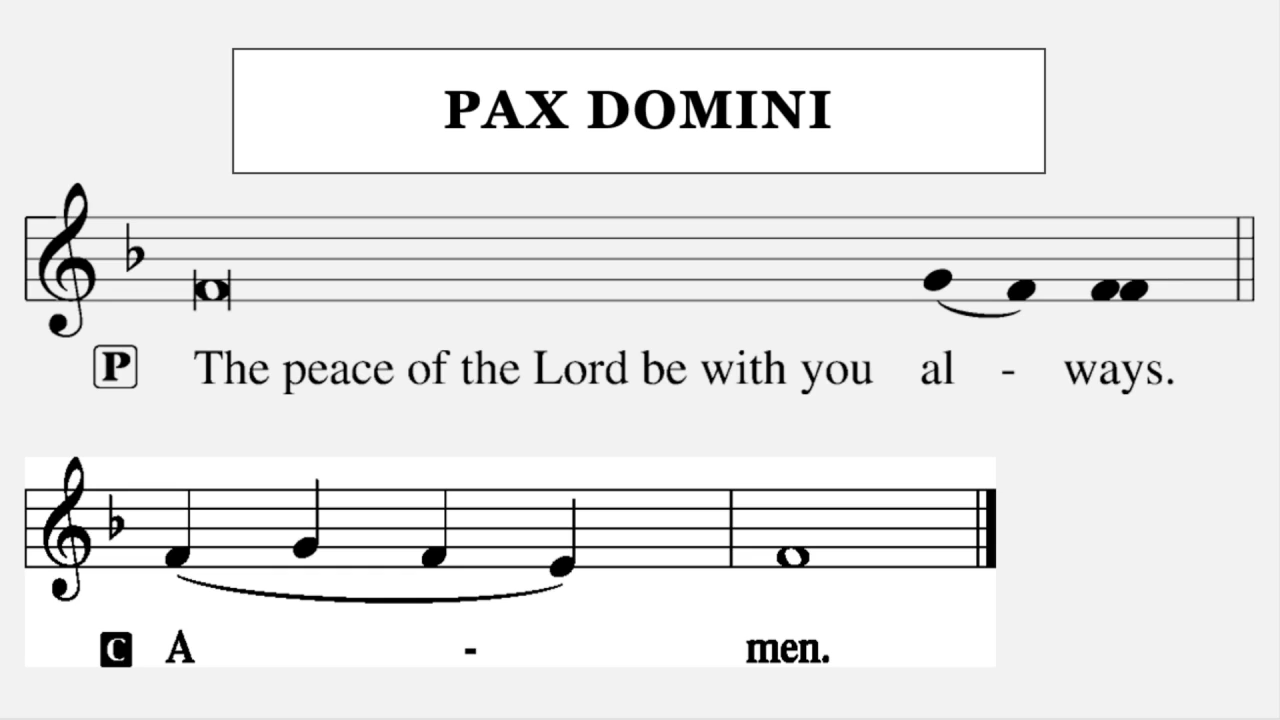 PAX DOMINI
P The peace of the Lord be with you al - ways.
C A - men.